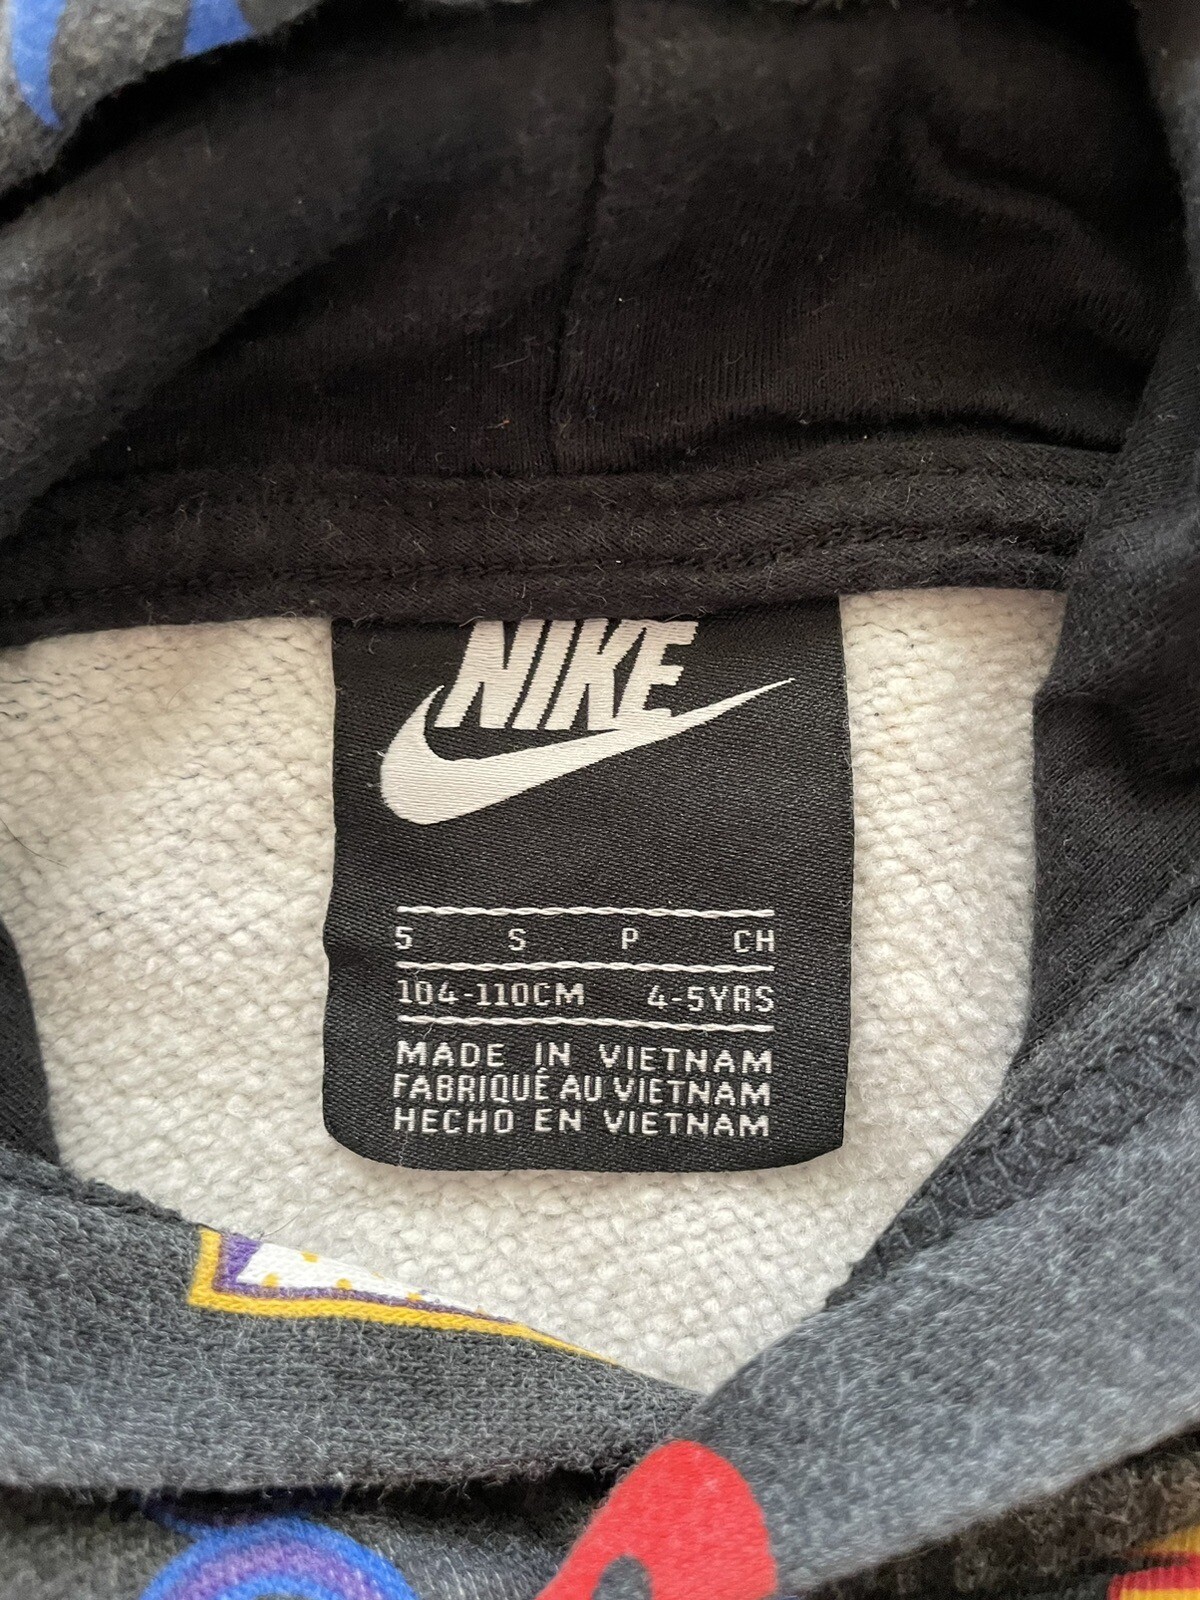 NIKE
5 S P CH
104-110CM 4-5YRS
MADE IN VIETNAM
FABRIQUÉ AU VIETNAM
HECHO EN VIETNAM